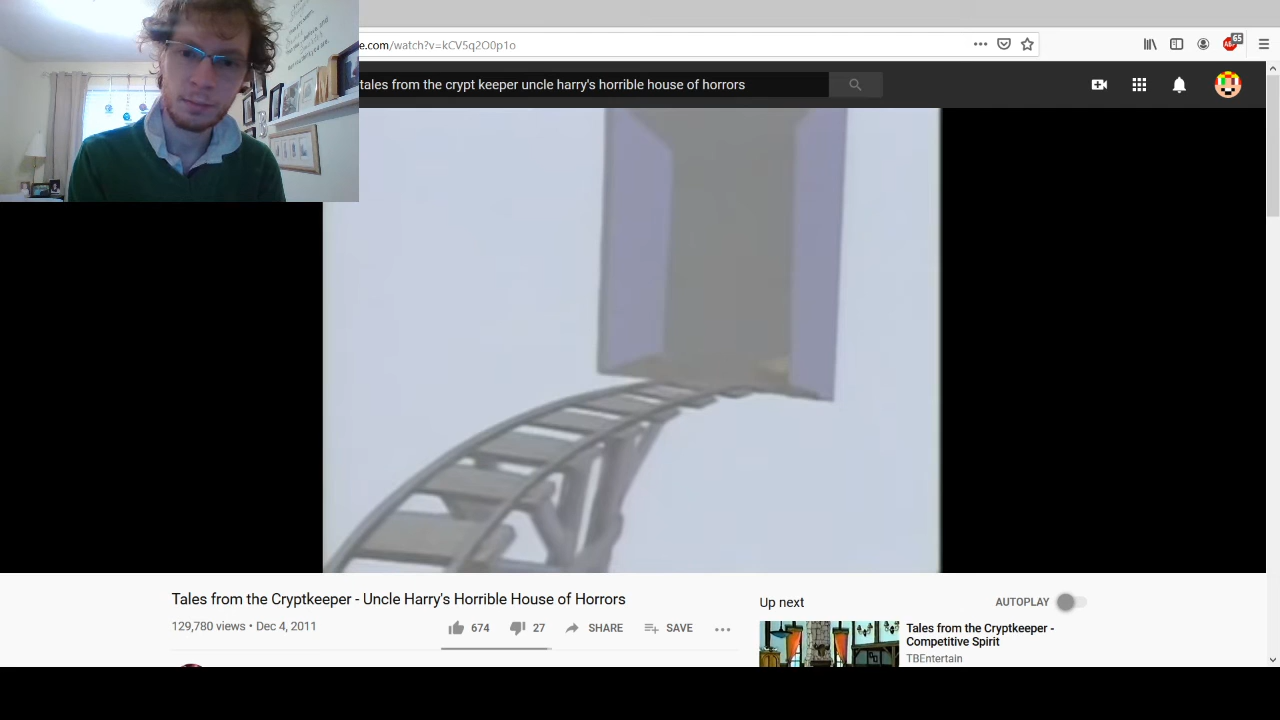 e.com/watch?v=kCV5q2O0p1o
65
tales from the crypt keeper uncle harry's horrible house of horrors
Tales from the Cryptkeeper - Uncle Harry's Horrible House of Horrors
129,780 views • Dec 4, 2011
674
27
SHARE
SAVE
Up next
AUTOPLAY
Tales from the Cryptkeeper -
Competitive Spirit
TBEntertain